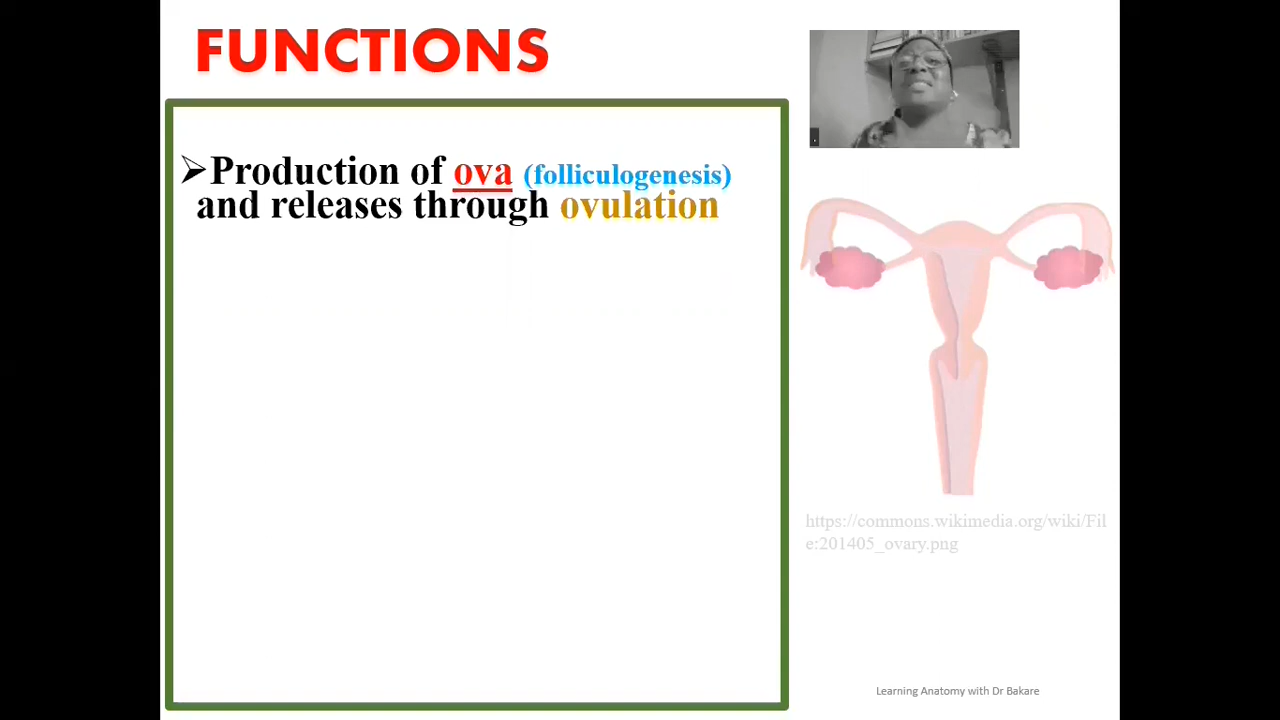 FUNCTIONS
➢Production of ova (folliculogenesis)
and releases through ovulation
https://commons.wikimedia.org/wiki/Fil
e:201405_ovary.png
Learning Anatomy with Dr Bakare